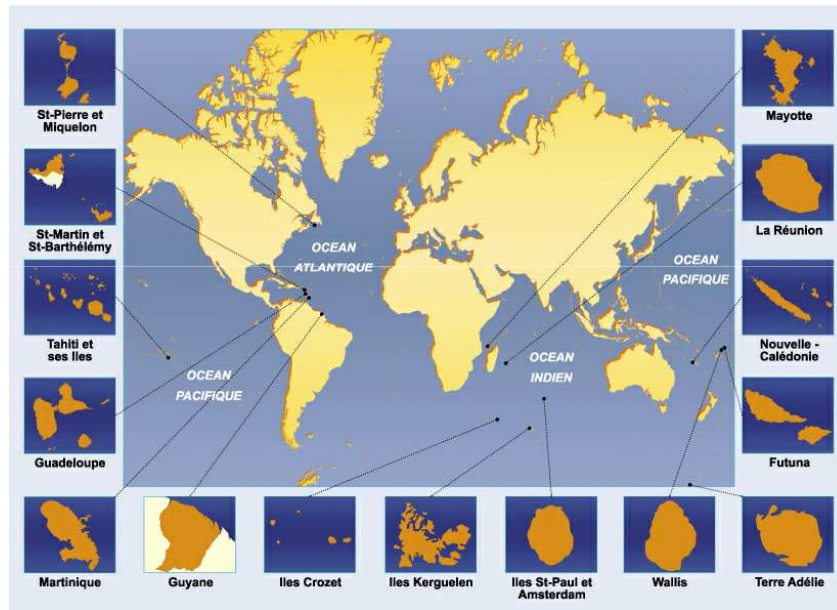 St-Pierre et
Miquelon
St-Martin et
St-Barthélémy
Tahiti et
ses Iles
Guadeloupe
Martinique
Guyane
Iles Crozet
Iles Kerguelen
Iles St-Paul et
Amsterdam
Wallis
Terre Adélie
Mayotte
La Réunion
Nouvelle -
Calédonie
Futuna
OCEAN
ATLANTIQUE
OCEAN
PACIFIQUE
OCEAN
INDIEN
OCEAN
PACIFIQUE